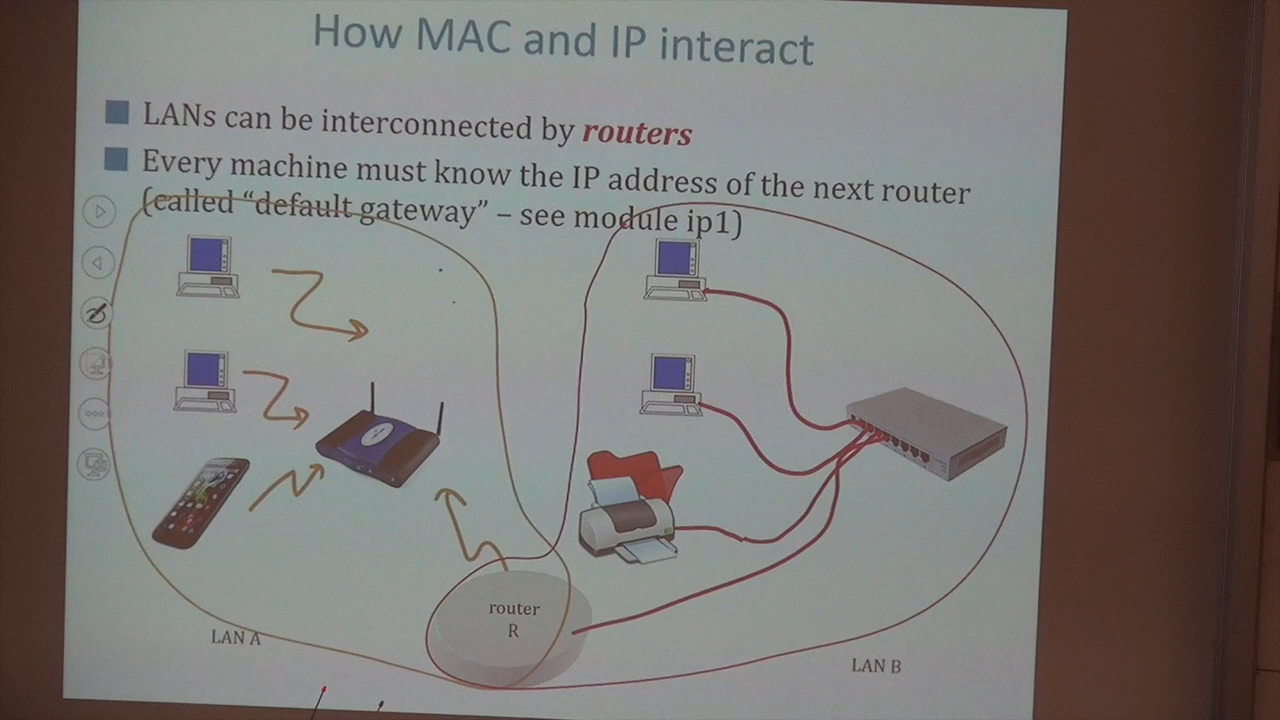 How MAC and IP interact
LANs can be interconnected by routers
Every machine must know the IP address of the next router
(called “default gateway” – see module ip1)
router
R
LAN A
LAN B